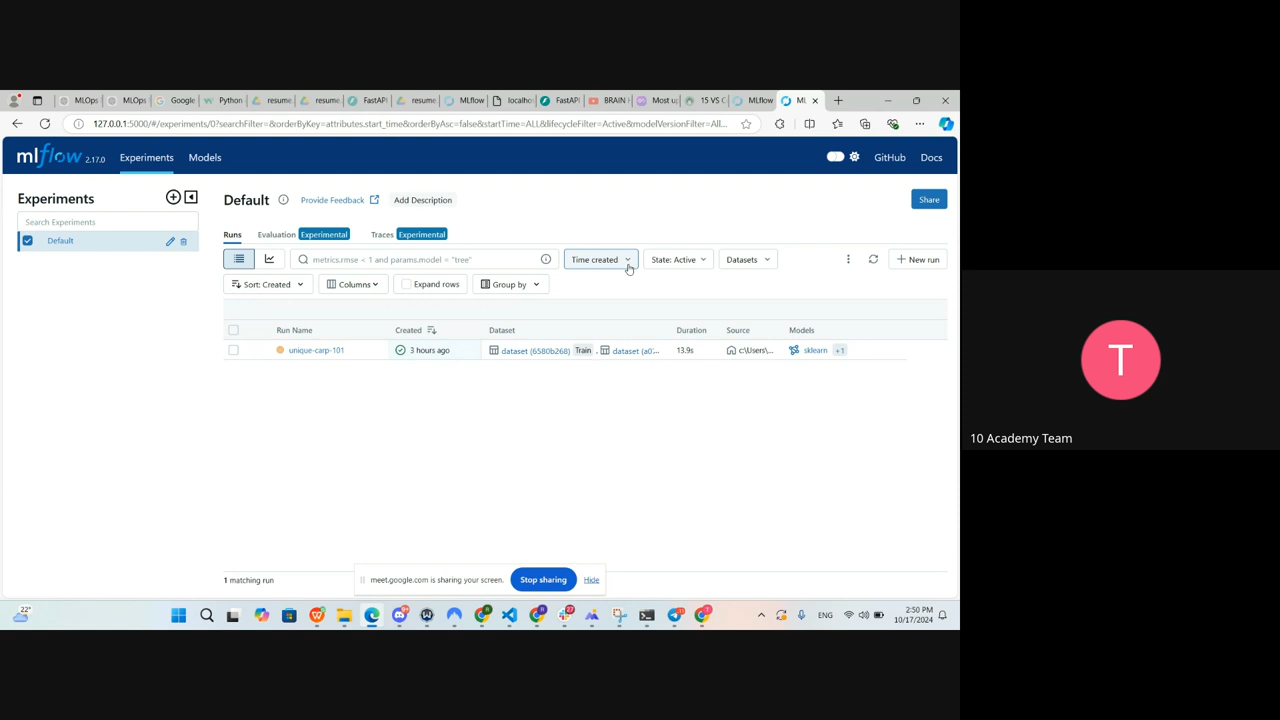 MLOps
MLOps
Google
Python
resume.
resume.
FastAPI
resume.
MLflow
localho
FastAPI
BRAIN
Most up
15 VS C
MLflow
ML
127.0.0.1:5000/#/experiments/0?searchFilter=&orderByKey=attributes.start_time&orderByAsc=false&startTime=ALL&lifecycleFilter=Active&modelVersionFilter=All...
mlflow 2.17.0
Experiments
Models
GitHub
Docs
Experiments
Search Experiments
Default
Default
Provide Feedback
Add Description
Share
Runs
Evaluation Experimental
Traces Experimental
metrics.rmse < 1 and params.model = "tree"
Time created
State: Active
Datasets
New run
Sort: Created
Columns
Expand rows
Group by
Run Name
Created
Dataset
Duration
Source
Models
unique-carp-101
3 hours ago
dataset (6580b268) Train , dataset (a0...
13.9s
c:\Users\...
sklearn +1
1 matching run
meet.google.com is sharing your screen.
Stop sharing
Hide
22°
ENG
2:50 PM
10/17/2024
T
10 Academy Team